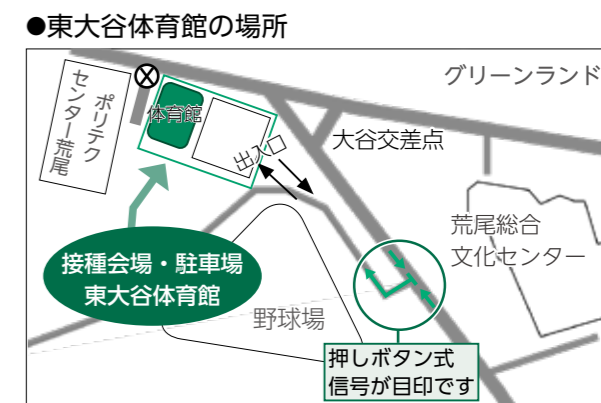 ●東大谷体育館の場所
グリーンランド
ポリテク
センター荒尾
体育館
大谷交差点
出入口
荒尾総合
文化センター
接種会場・駐車場
東大谷体育館
野球場
押しボタン式
信号が目印です